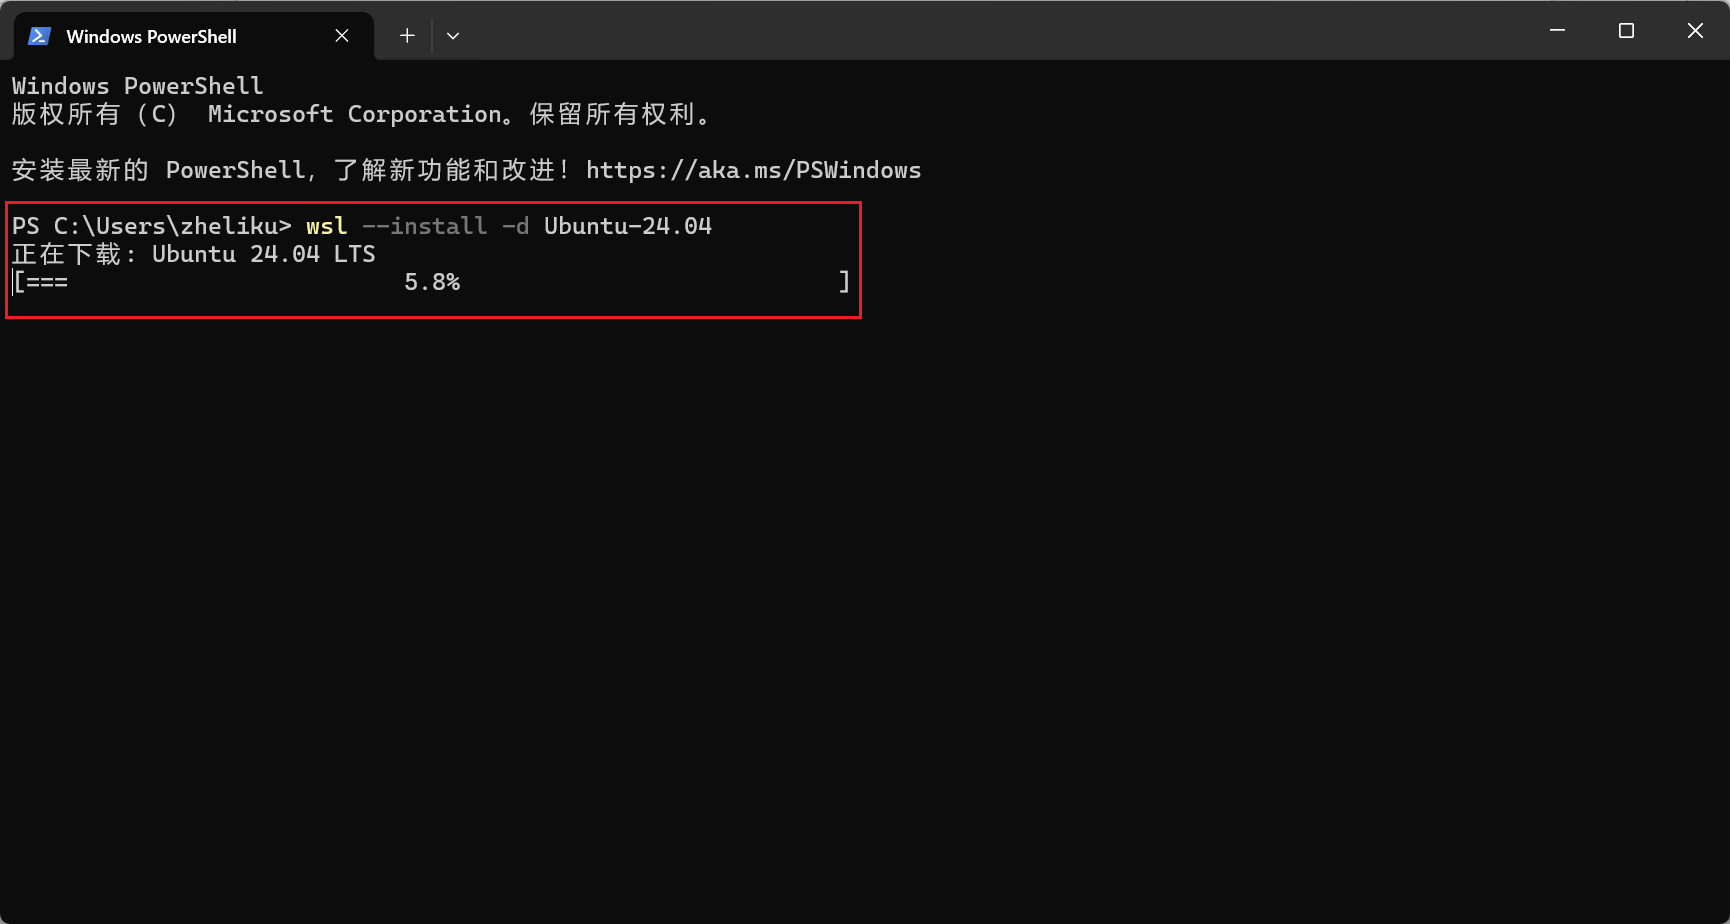 Windows PowerShell
Windows PowerShell
版权所有 (C)  Microsoft Corporation。保留所有权利。
安装最新的 PowerShell，了解新功能和改进！https://aka.ms/PSWindows
PS C:\Users\zheliku> wsl --install -d Ubuntu-24.04
正在下载: Ubuntu 24.04 LTS
[===                        5.8%                           ]